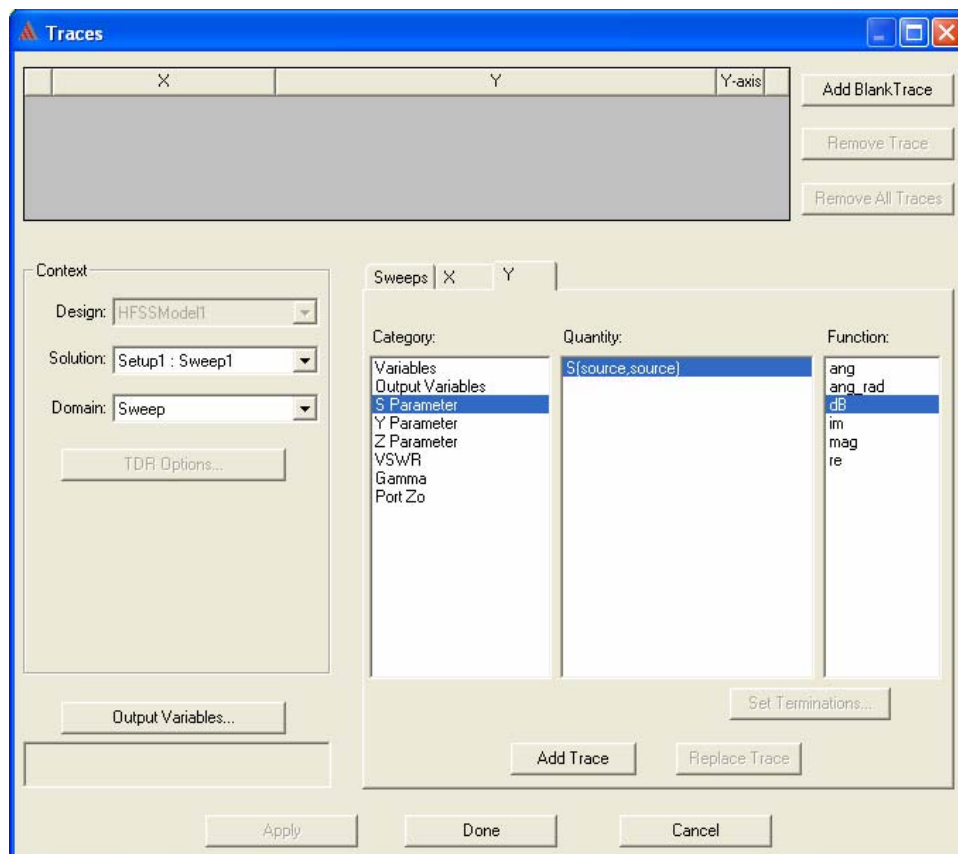 Traces
X Y Y-axis
Add BlankTrace
Remove Trace
Remove All Traces
Context
Design: HFSSModel1
Solution: Setup1 : Sweep1
Domain: Sweep
TDR Options...
Output Variables...
Sweeps X Y
Category:
Variables
Output Variables
S Parameter
Y Parameter
Z Parameter
VSWR
Gamma
Port Zo
Quantity:
S(source,source)
Function:
ang
ang_rad
dB
im
mag
re
Set Terminations...
Add Trace
Replace Trace
Apply
Done
Cancel